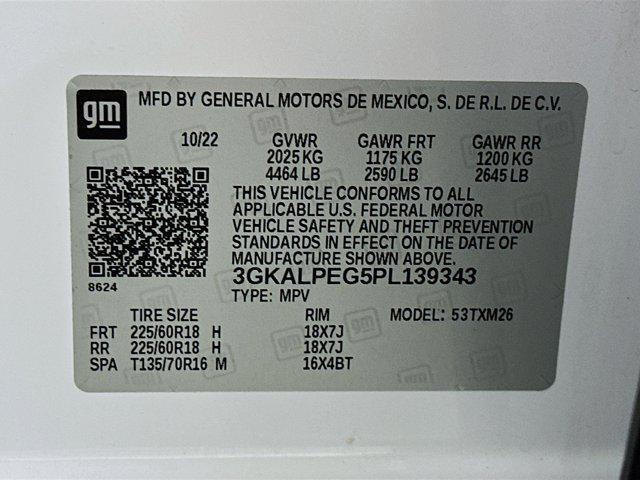 gm
MFD BY GENERAL MOTORS DE MEXICO, S. DE R.L. DE C.V.
10/22 GVWR GAWR FRT GAWR RR
2025 KG 1175 KG 1200 KG
4464 LB 2590 LB 2645 LB
THIS VEHICLE CONFORMS TO ALL
APPLICABLE U.S. FEDERAL MOTOR
VEHICLE SAFETY AND THEFT PREVENTION
STANDARDS IN EFFECT ON THE DATE OF
MANUFACTURE SHOWN ABOVE.
8624
3GKALPEG5PL139343
TYPE: MPV
TIRE SIZE RIM MODEL: 53TXM26
FRT 225/60R18 H 18X7J
RR 225/60R18 H 18X7J
SPA T135/70R16 M 16X4BT